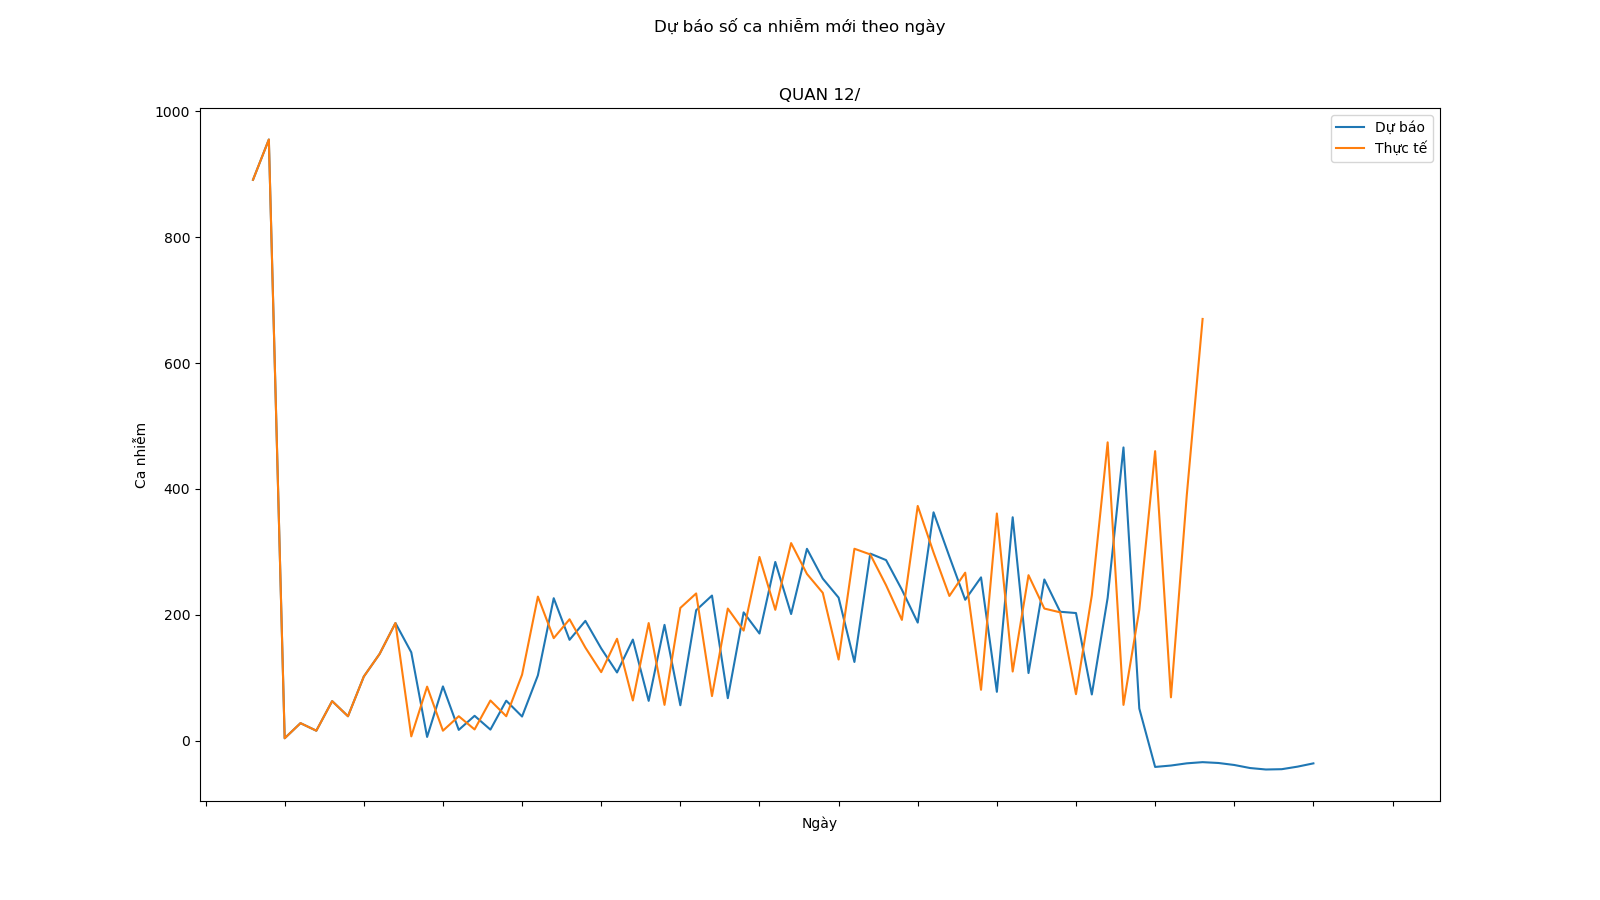 Dự báo số ca nhiễm mới theo ngày
QUAN 12/
Dự báo
Thực tế
1000
800
600
400
200
0
Ca nhiễm
Ngày